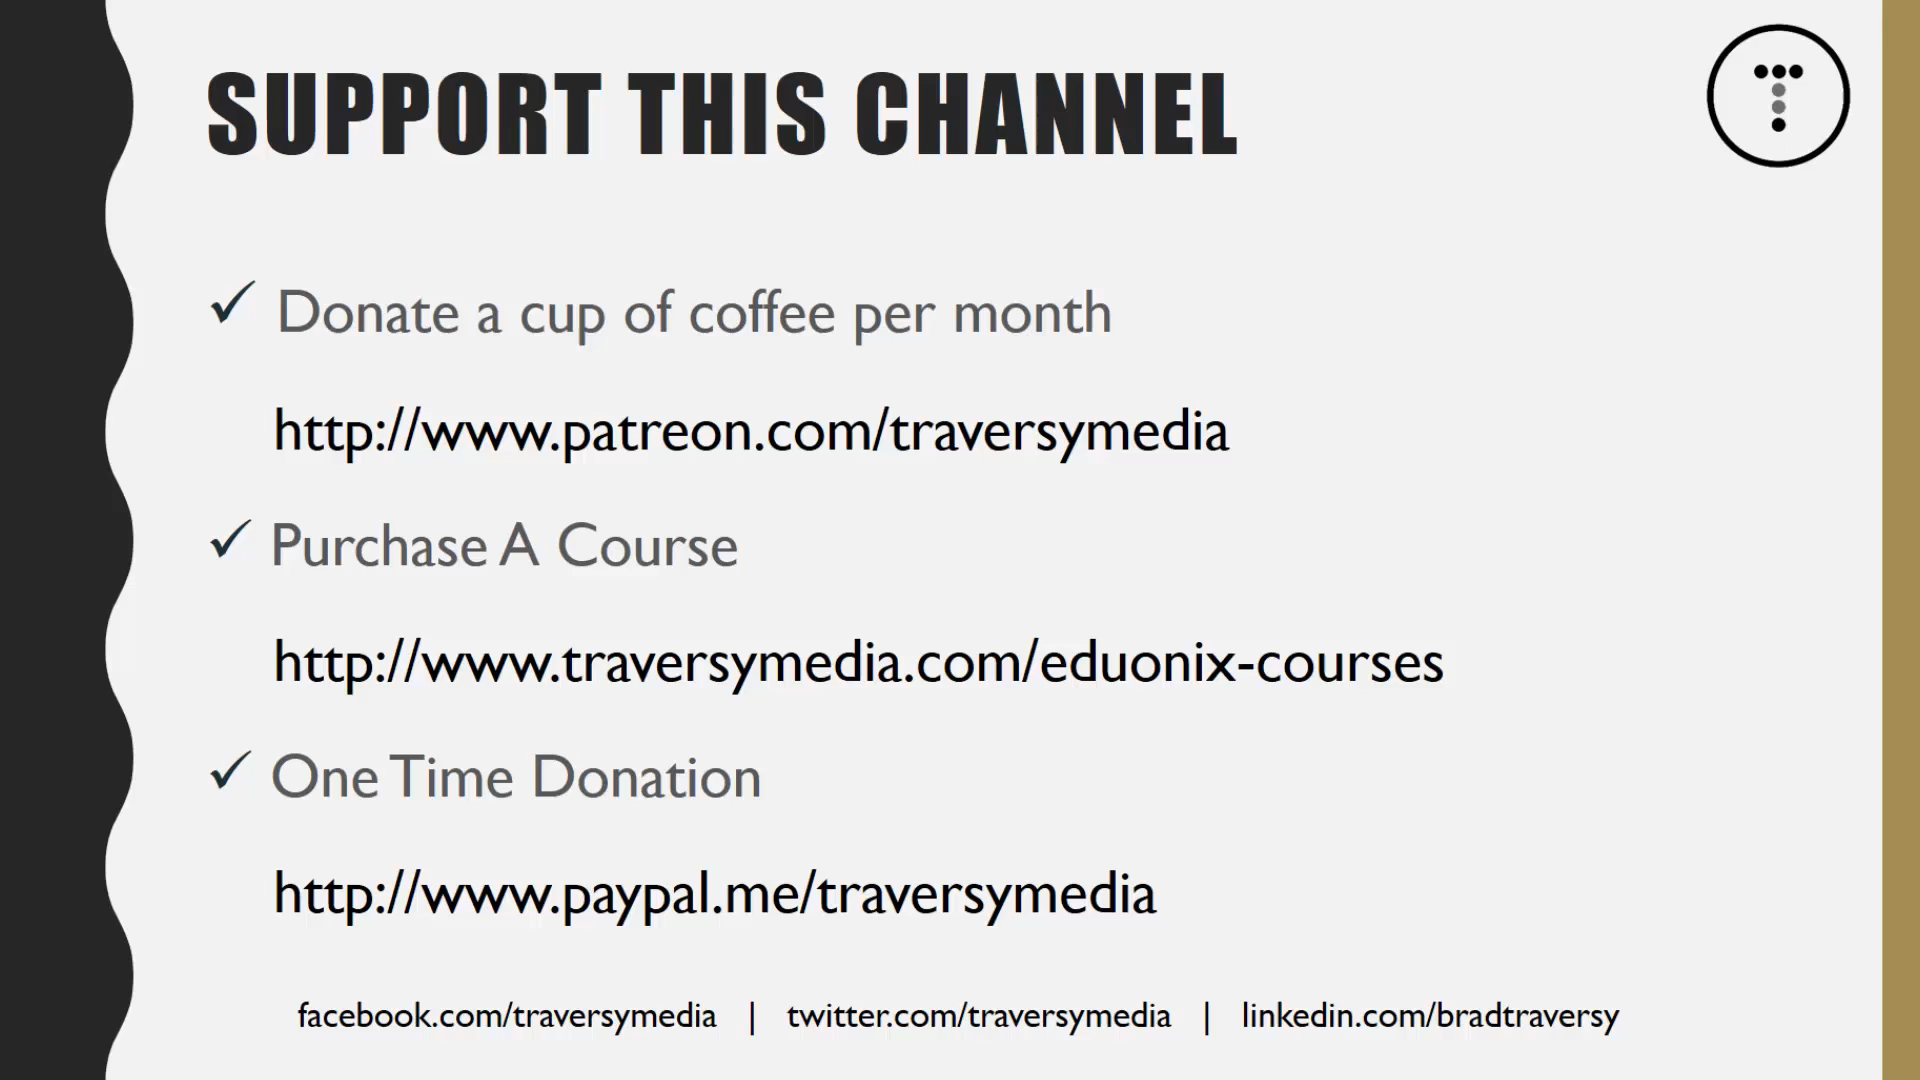 SUPPORT THIS CHANNEL
Donate a cup of coffee per month
http://www.patreon.com/traversymedia
Purchase A Course
http://www.traversymedia.com/eduonix-courses
One Time Donation
http://www.paypal.me/traversymedia
facebook.com/traversymedia | twitter.com/traversymedia | linkedin.com/bradtraversy